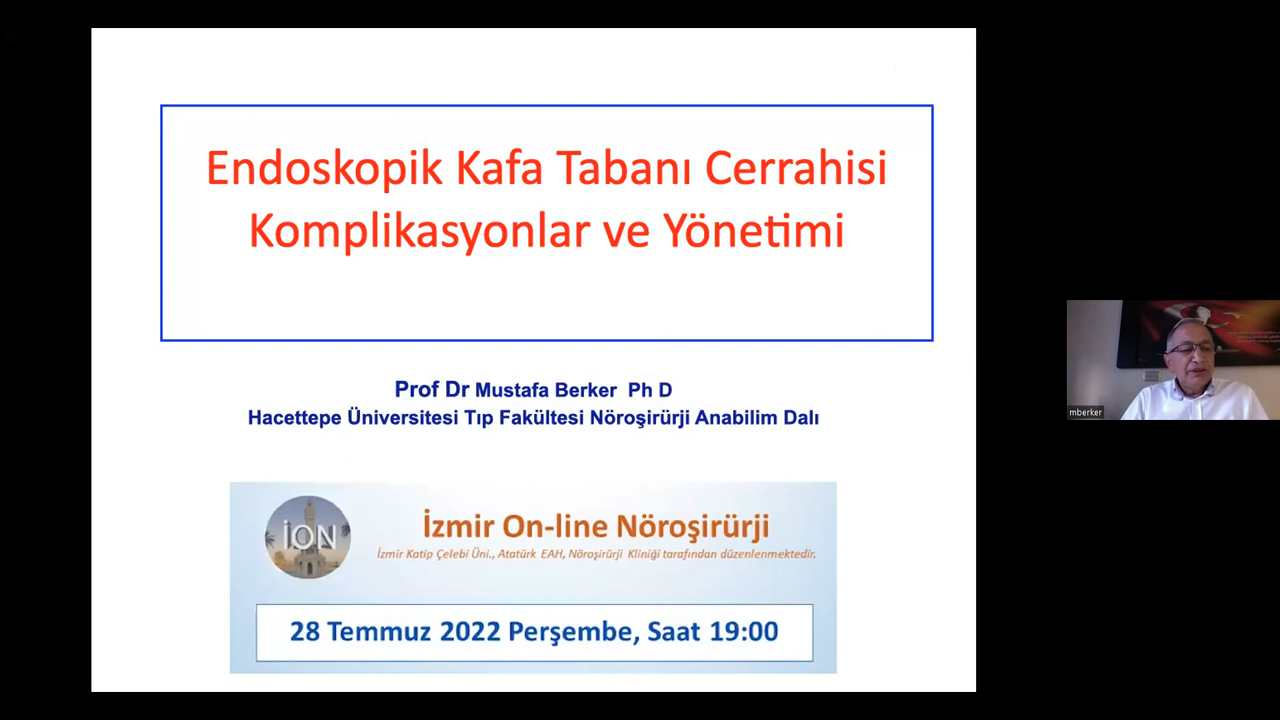 Endoskopik Kafa Tabanı Cerrahisi
Komplikasyonlar ve Yönetimi
Prof Dr Mustafa Berker Ph D
Hacettepe Üniversitesi Tıp Fakültesi Nöroşirürji Anabilim Dalı
İON
İzmir On-line Nöroşirürji
İzmir Katip Çelebi Üni., Atatürk EAH, Nöroşirürji Kliniği tarafından düzenlenmektedir.
28 Temmuz 2022 Perşembe, Saat 19:00
mberker